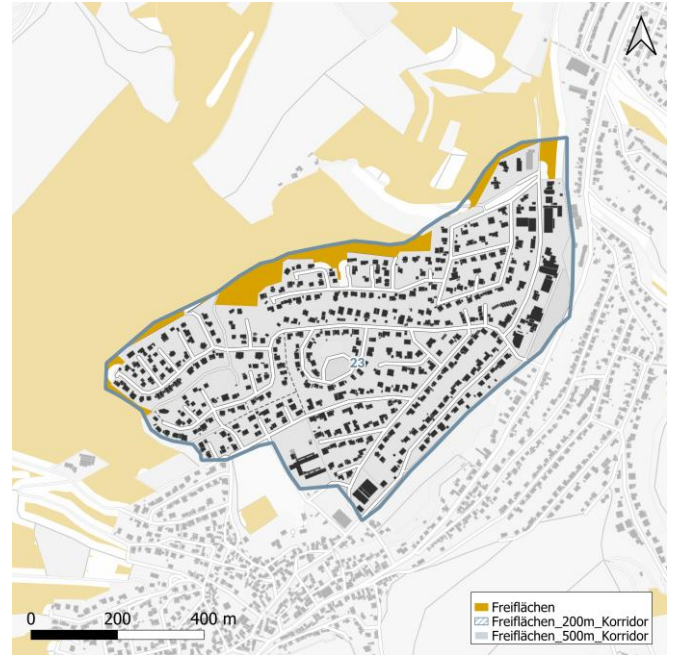 23
0 200 400 m
Freiflächen
Freiflächen_200m_Korridor
Freiflächen_500m_Korridor